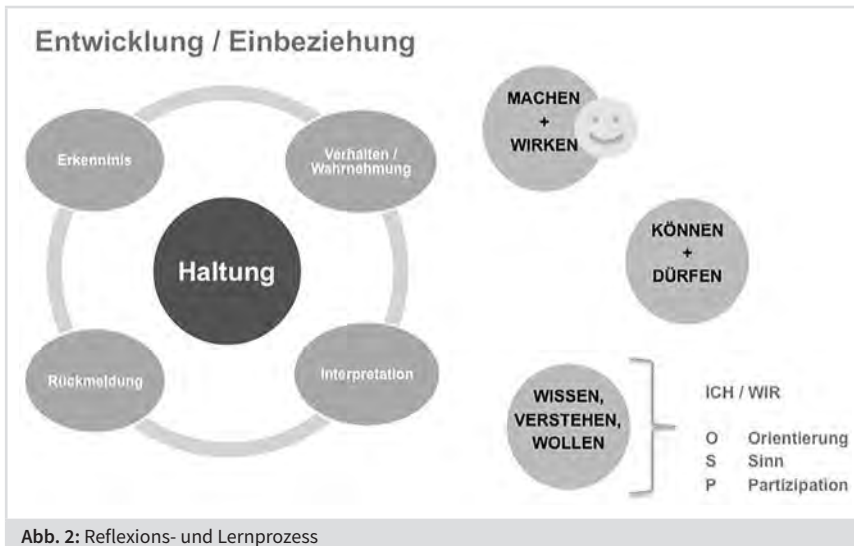 Entwicklung / Einbeziehung
Erkenntnis
Verhalten /
Wahrnehmung
Haltung
Rückmeldung
Interpretation
MACHEN
+
WIRKEN
KÖNNEN
+
DÜRFEN
WISSEN,
VERSTEHEN,
WOLLEN
ICH / WIR
O Orientierung
S Sinn
P Partizipation
Abb. 2: Reflexions- und Lernprozess